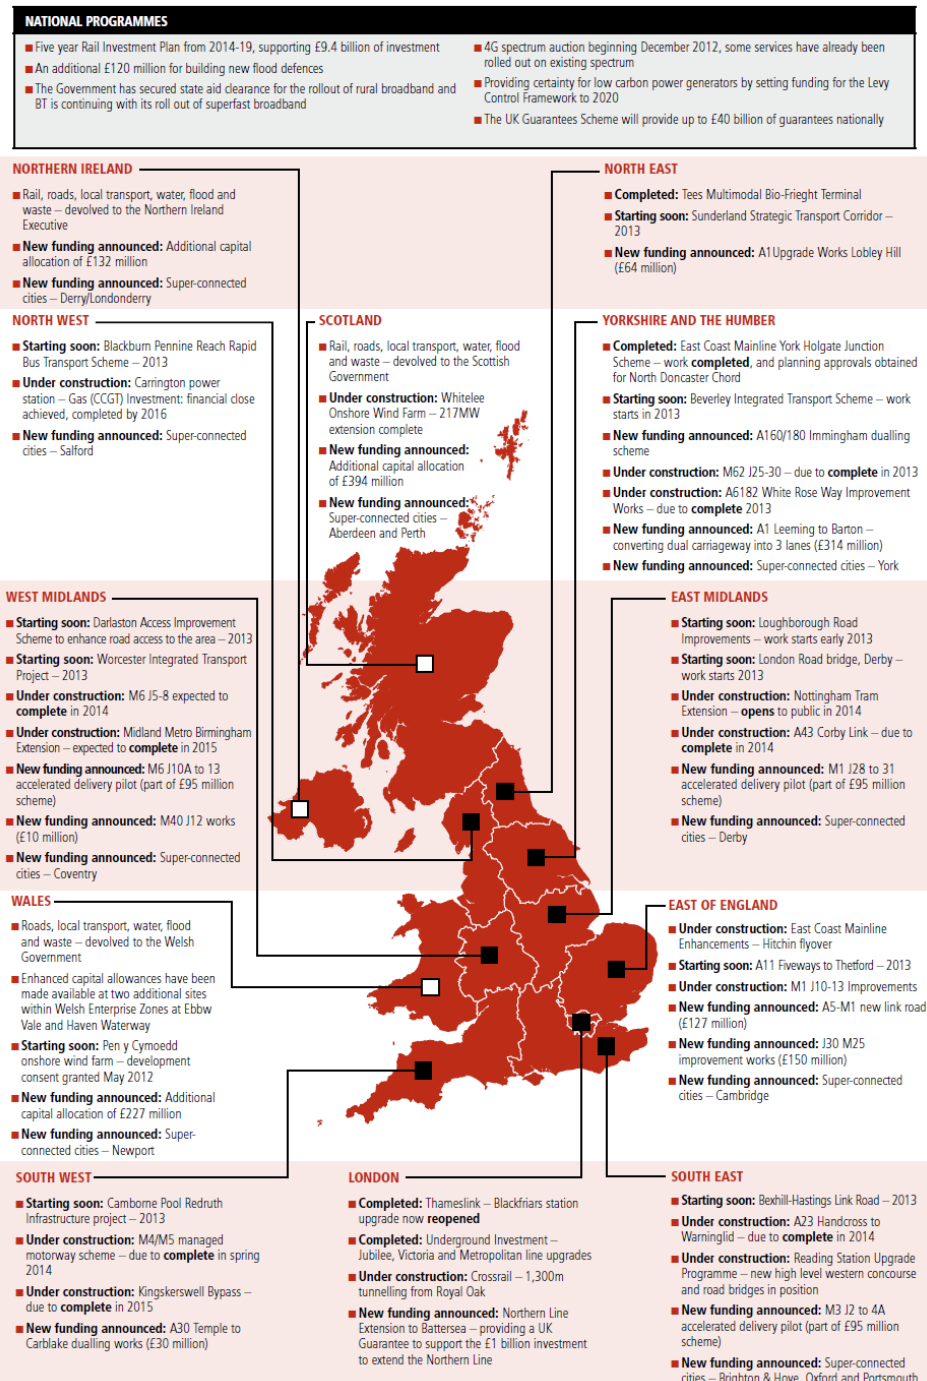 NATIONAL PROGRAMMES
■ Five year Rail Investment Plan from 2014-19, supporting £9.4 billion of investment
■ An additional £120 million for building new flood defences
■ The Government has secured state aid clearance for the rollout of rural broadband and
BT is continuing with its roll out of superfast broadband
■ 4G spectrum auction beginning December 2012, some services have already been
rolled out on existing spectrum
■ Providing certainty for low carbon power generators by setting funding for the Levy
Control Framework to 2020
■ The UK Guarantees Scheme will provide up to £40 billion of guarantees nationally
NORTHERN IRELAND
■ Rail, roads, local transport, water, flood and
waste – devolved to the Northern Ireland
Executive
■ New funding announced: Additional capital
allocation of £132 million
■ New funding announced: Super-connected
cities – Derry/Londonderry
NORTH EAST
■ Completed: Tees Multimodal Bio-Frieght Terminal
■ Starting soon: Sunderland Strategic Transport Corridor –
2013
■ New funding announced: A1Upgrade Works Lobley Hill
(£64 million)
NORTH WEST
■ Starting soon: Blackburn Pennine Reach Rapid
Bus Transport Scheme – 2013
■ Under construction: Carrington power
station – Gas (CCGT) Investment: financial close
achieved, completed by 2016
■ New funding announced: Super-connected
cities – Salford
SCOTLAND
■ Rail, roads, local transport, water, flood
and waste – devolved to the Scottish
Government
■ Under construction: Whitelee
Onshore Wind Farm – 217MW
extension complete
■ New funding announced:
Additional capital allocation
of £394 million
■ New funding announced:
Super-connected cities –
Aberdeen and Perth
YORKSHIRE AND THE HUMBER
■ Completed: East Coast Mainline York Holgate Junction
Scheme – work completed, and planning approvals obtained
for North Doncaster Chord
■ Starting soon: Beverley Integrated Transport Scheme – work
starts in 2013
■ New funding announced: A160/180 Immingham dualling
scheme
■ Under construction: M62 J25-30 – due to complete in 2013
■ Under construction: A6182 White Rose Way Improvement
Works – due to complete 2013
■ New funding announced: A1 Leeming to Barton –
converting dual carriageway into 3 lanes (£314 million)
■ New funding announced: Super-connected cities – York
WEST MIDLANDS
■ Starting soon: Darlaston Access Improvement
Scheme to enhance road access to the area – 2013
■ Starting soon: Worcester Integrated Transport
Project – 2013
■ Under construction: M6 J5-8 expected to
complete in 2014
■ Under construction: Midland Metro Birmingham
Extension – expected to complete in 2015
■ New funding announced: M6 J10A to 13
accelerated delivery pilot (part of £95 million
scheme)
■ New funding announced: M40 J12 works
(£10 million)
■ New funding announced: Super-connected
cities – Coventry
EAST MIDLANDS
■ Starting soon: Loughborough Road
Improvements – work starts early 2013
■ Starting soon: London Road bridge, Derby –
work starts 2013
■ Under construction: Nottingham Tram
Extension – opens to public in 2014
■ Under construction: A43 Corby Link – due to
complete in 2014
■ New funding announced: M1 J28 to 31
accelerated delivery pilot (part of £95 million
scheme)
■ New funding announced: Super-connected
cities – Derby
WALES
■ Roads, local transport, water, flood
and waste – devolved to the Welsh
Government
■ Enhanced capital allowances have been
made available at two additional sites
within Welsh Enterprise Zones at Ebbw
Vale and Haven Waterway
■ Starting soon: Pen y Cymoedd
onshore wind farm – development
consent granted May 2012
■ New funding announced: Additional
capital allocation of £227 million
■ New funding announced: Super-
connected cities – Newport
EAST OF ENGLAND
■ Under construction: East Coast Mainline
Enhancements – Hitchin flyover
■ Starting soon: A11 Fiveways to Thetford – 2013
■ Under construction: M1 J10-13 Improvements
■ New funding announced: A5-M1 new link road
(£127 million)
■ New funding announced: J30 M25
improvement works (£150 million)
■ New funding announced: Super-connected
cities – Cambridge
SOUTH WEST
■ Starting soon: Camborne Pool Redruth
Infrastructure project – 2013
■ Under construction: M4/M5 managed
motorway scheme – due to complete in spring
2014
■ Under construction: Kingskerswell Bypass –
due to complete in 2015
■ New funding announced: A30 Temple to
Carblake dualling works (£30 million)
LONDON
■ Completed: Thameslink – Blackfriars station
upgrade now reopened
■ Completed: Underground Investment –
Jubilee, Victoria and Metropolitan line upgrades
■ Under construction: Crossrail – 1,300m
tunnelling from Royal Oak
■ New funding announced: Northern Line
Extension to Battersea – providing a UK
Guarantee to support the £1 billion investment
to extend the Northern Line
SOUTH EAST
■ Starting soon: Bexhill-Hastings Link Road – 2013
■ Under construction: A23 Handcross to
Warninglid – due to complete in 2014
■ Under construction: Reading Station Upgrade
Programme – new high level western concourse
and road bridges in position
■ New funding announced: M3 J2 to 4A
accelerated delivery pilot (part of £95 million
scheme)
■ New funding announced: Super-connected
cities – Brighton & Hove, Oxford and Portsmouth